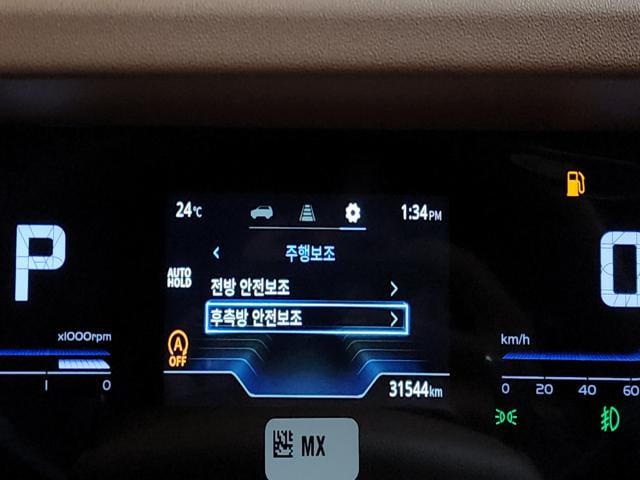 24°C
1:34PM
주행보조
P
AUTO HOLD
전방 안전보조
0
후측방 안전보조
x1000rpm
A
OFF
km/h
1 0
31544km
0 20 40 60
MX